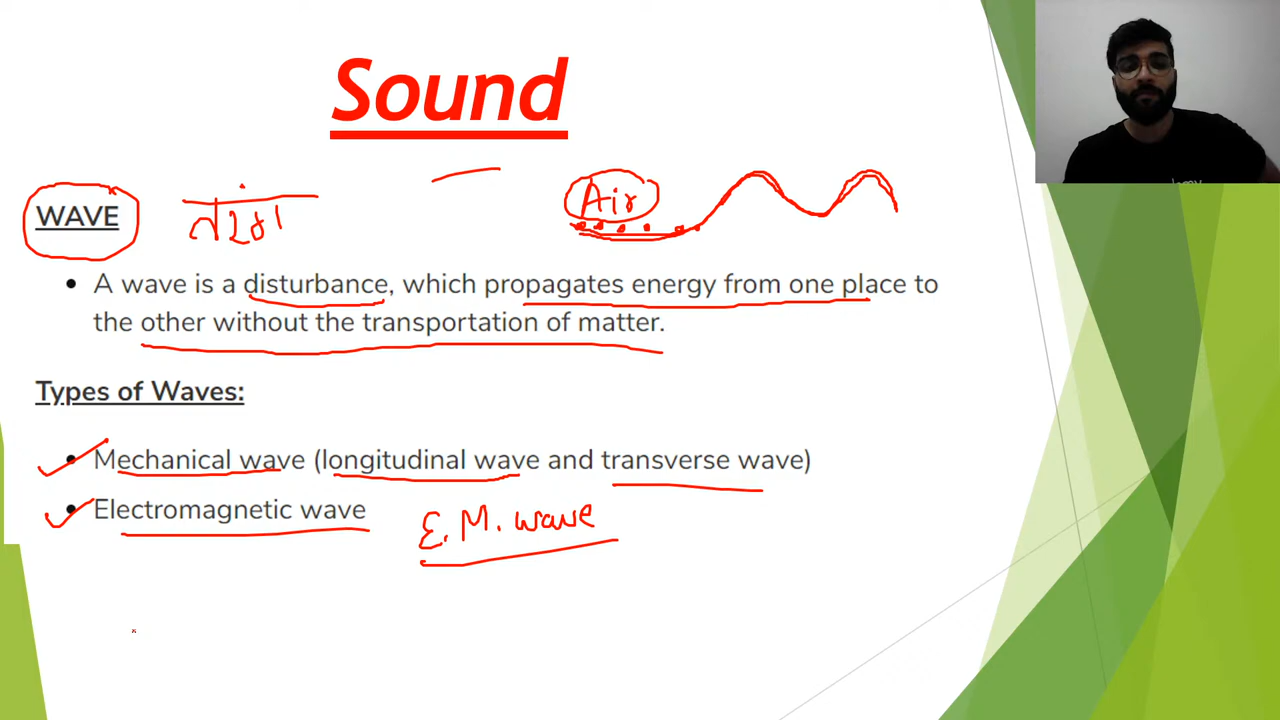 Sound
WAVE तरंग Air
• A wave is a disturbance, which propagates energy from one place to
the other without the transportation of matter.
Types of Waves:
• Mechanical wave (longitudinal wave and transverse wave)
• Electromagnetic wave E.M. wave